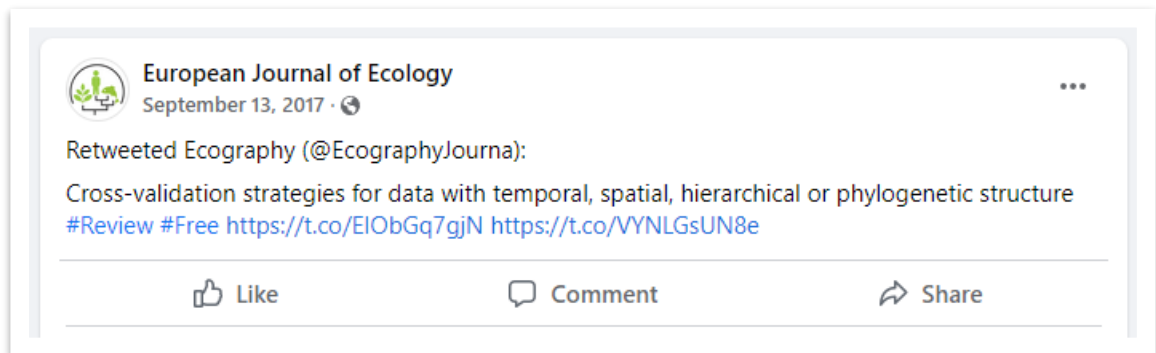 European Journal of Ecology
September 13, 2017 ·
Retweeted Ecography (@EcographyJourna):
Cross-validation strategies for data with temporal, spatial, hierarchical or phylogenetic structure
#Review #Free https://t.co/ElObGq7gjN https://t.co/VYNLGsUN8e
Like Comment Share